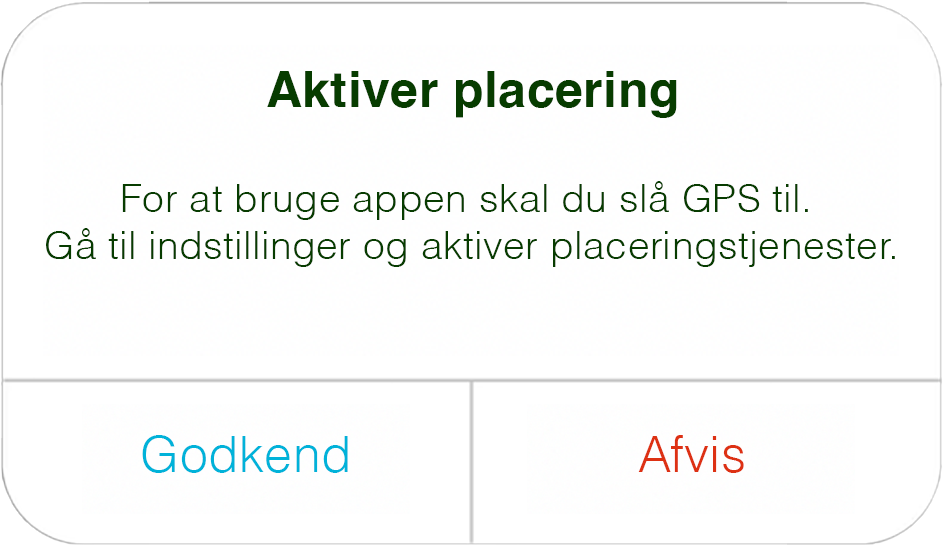 Aktiver placering
For at bruge appen skal du slå GPS til.
Gå til indstillinger og aktiver placeringstjenester.
Godkend
Afvis